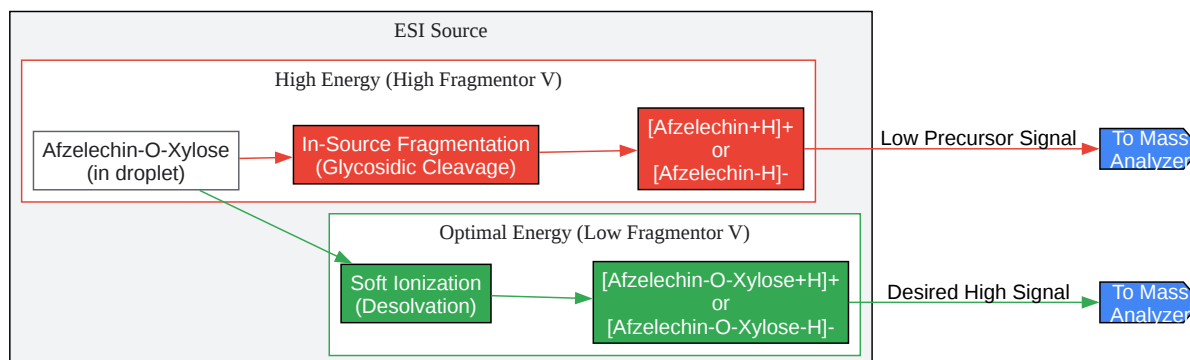 ESI Source
High Energy (High Fragmentor V)
Afzelechin-O-Xylose
(in droplet)
In-Source Fragmentation
(Glycosidic Cleavage)
[Afzelechin+H]+
or
[Afzelechin-H]-
Low Precursor Signal
To Mass
Analyzer
Optimal Energy (Low Fragmentor V)
Soft Ionization
(Desolvation)
[Afzelechin-O-Xylose+H]+
or
[Afzelechin-O-Xylose-H]-
Desired High Signal
To Mass
Analyzer